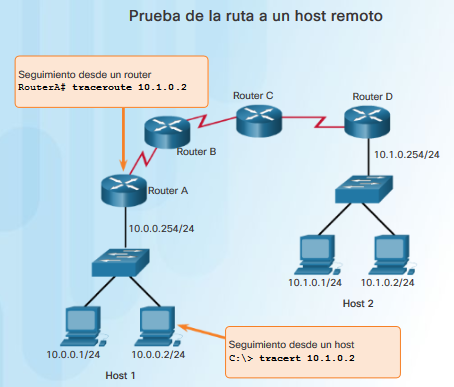 Prueba de la ruta a un host remoto
Seguimiento desde un router
RouterA# traceroute 10.1.0.2
Router C
Router D
Router B
10.1.0.254/24
Router A
10.0.0.254/24
10.1.0.1/24
10.1.0.2/24
Host 2
Seguimiento desde un host
C:\> tracert 10.1.0.2
10.0.0.1/24
10.0.0.2/24
Host 1